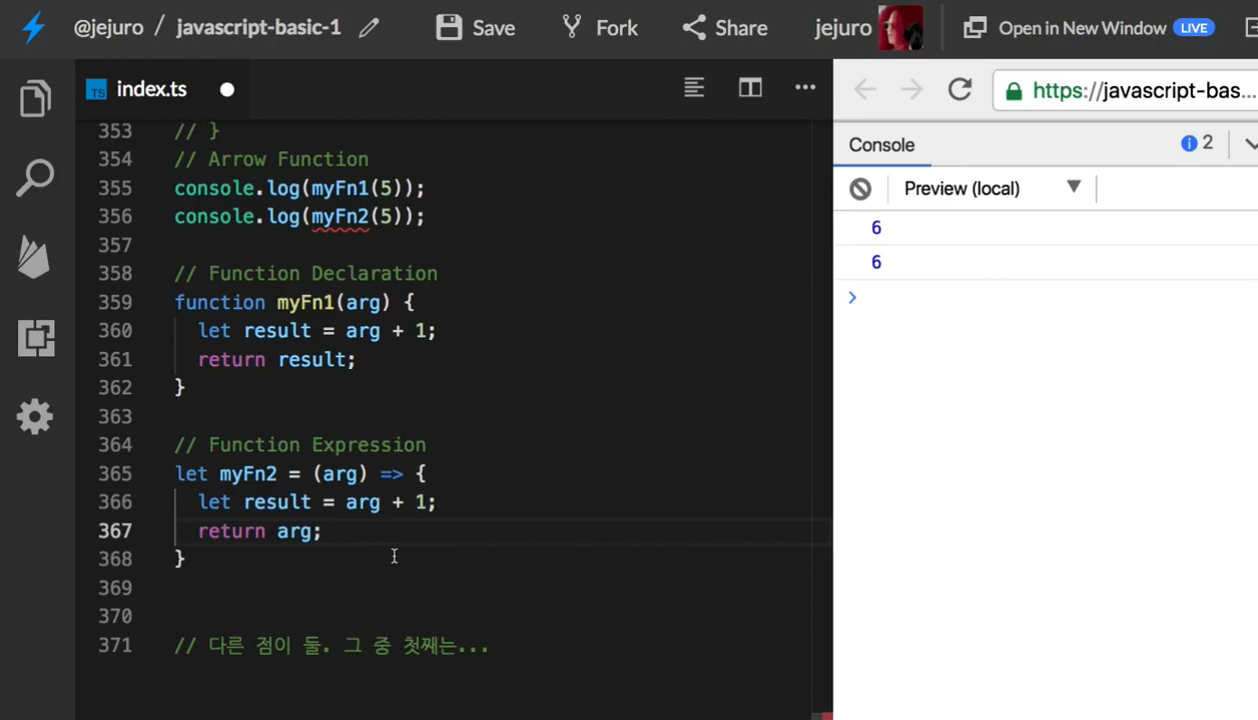 @jejuro / javascript-basic-1 Save Fork Share jejuro Open in New Window LIVE
TS index.ts ••• https://javascript-bas...
Console 2
Preview (local)
6
6
353 // }
354 // Arrow Function
355 console.log(myFn1(5));
356 console.log(myFn2(5));
357
358 // Function Declaration
359 function myFn1(arg) {
360 let result = arg + 1;
361 return result;
362 }
363
364 // Function Expression
365 let myFn2 = (arg) => {
366 let result = arg + 1;
367 return arg;
368 }
369
370
371 // 다른 점이 둘. 그 중 첫째는...